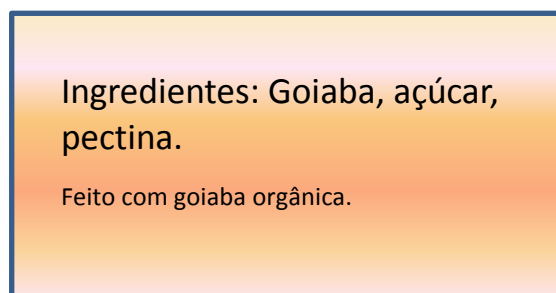 Ingredientes: Goiaba, açúcar,
pectina.
Feito com goiaba orgânica.